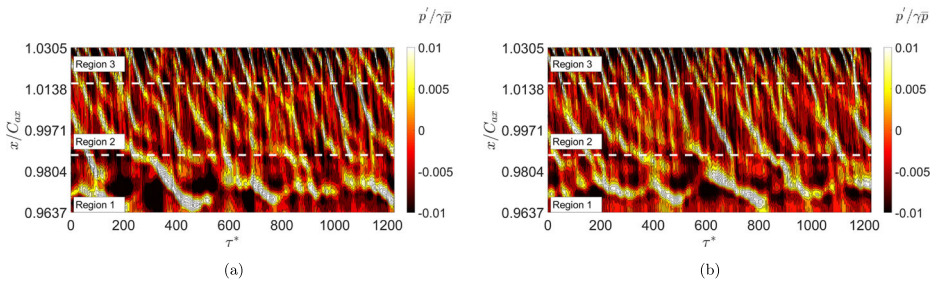 p′/γp̄ p′/γp̄
1.0305 Region 3 0.01 1.0305 Region 3 0.01
1.0138 0.005 1.0138 0.005
x/C_ax 0.9971 0 x/C_ax 0.9971 0
Region 2 Region 2
0.9804 -0.005 0.9804 -0.005
0.9637 Region 1 -0.01 0.9637 Region 1 -0.01
0 200 400 600 800 1000 1200 0 200 400 600 800 1000 1200
τ* τ*
(a) (b)